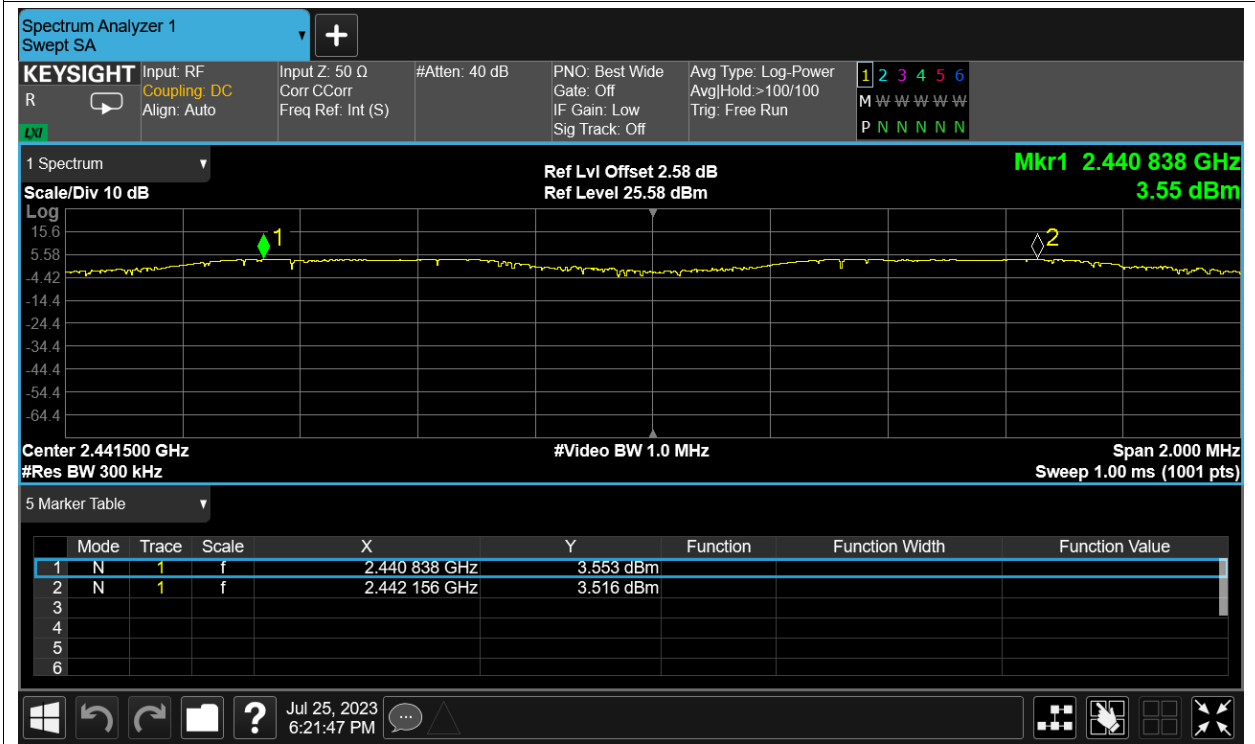 Spectrum Analyzer 1
Swept SA
+
KEYSIGHT
R
LXI
Input: RF
Coupling: DC
Align: Auto
Input Z: 50 Ω
Corr CCorr
Freq Ref: Int (S)
#Atten: 40 dB
PNO: Best Wide
Gate: Off
IF Gain: Low
Sig Track: Off
Avg Type: Log-Power
Avg|Hold:>100/100
Trig: Free Run
1 2 3 4 5 6
M W W W W W
P N N N N N
1 Spectrum
Scale/Div 10 dB
Ref Lvl Offset 2.58 dB
Ref Level 25.58 dBm
Mkr1 2.440 838 GHz
3.55 dBm
Log
15.6
5.58
-4.42
-14.4
-24.4
-34.4
-44.4
-54.4
-64.4
1
2
Center 2.441500 GHz
#Res BW 300 kHz
#Video BW 1.0 MHz
Span 2.000 MHz
Sweep 1.00 ms (1001 pts)
5 Marker Table
Mode Trace Scale X Y Function Function Width Function Value
1 N 1 f 2.440 838 GHz 3.553 dBm
2 N 1 f 2.442 156 GHz 3.516 dBm
3
4
5
6
?
Jul 25, 2023
6:21:47 PM